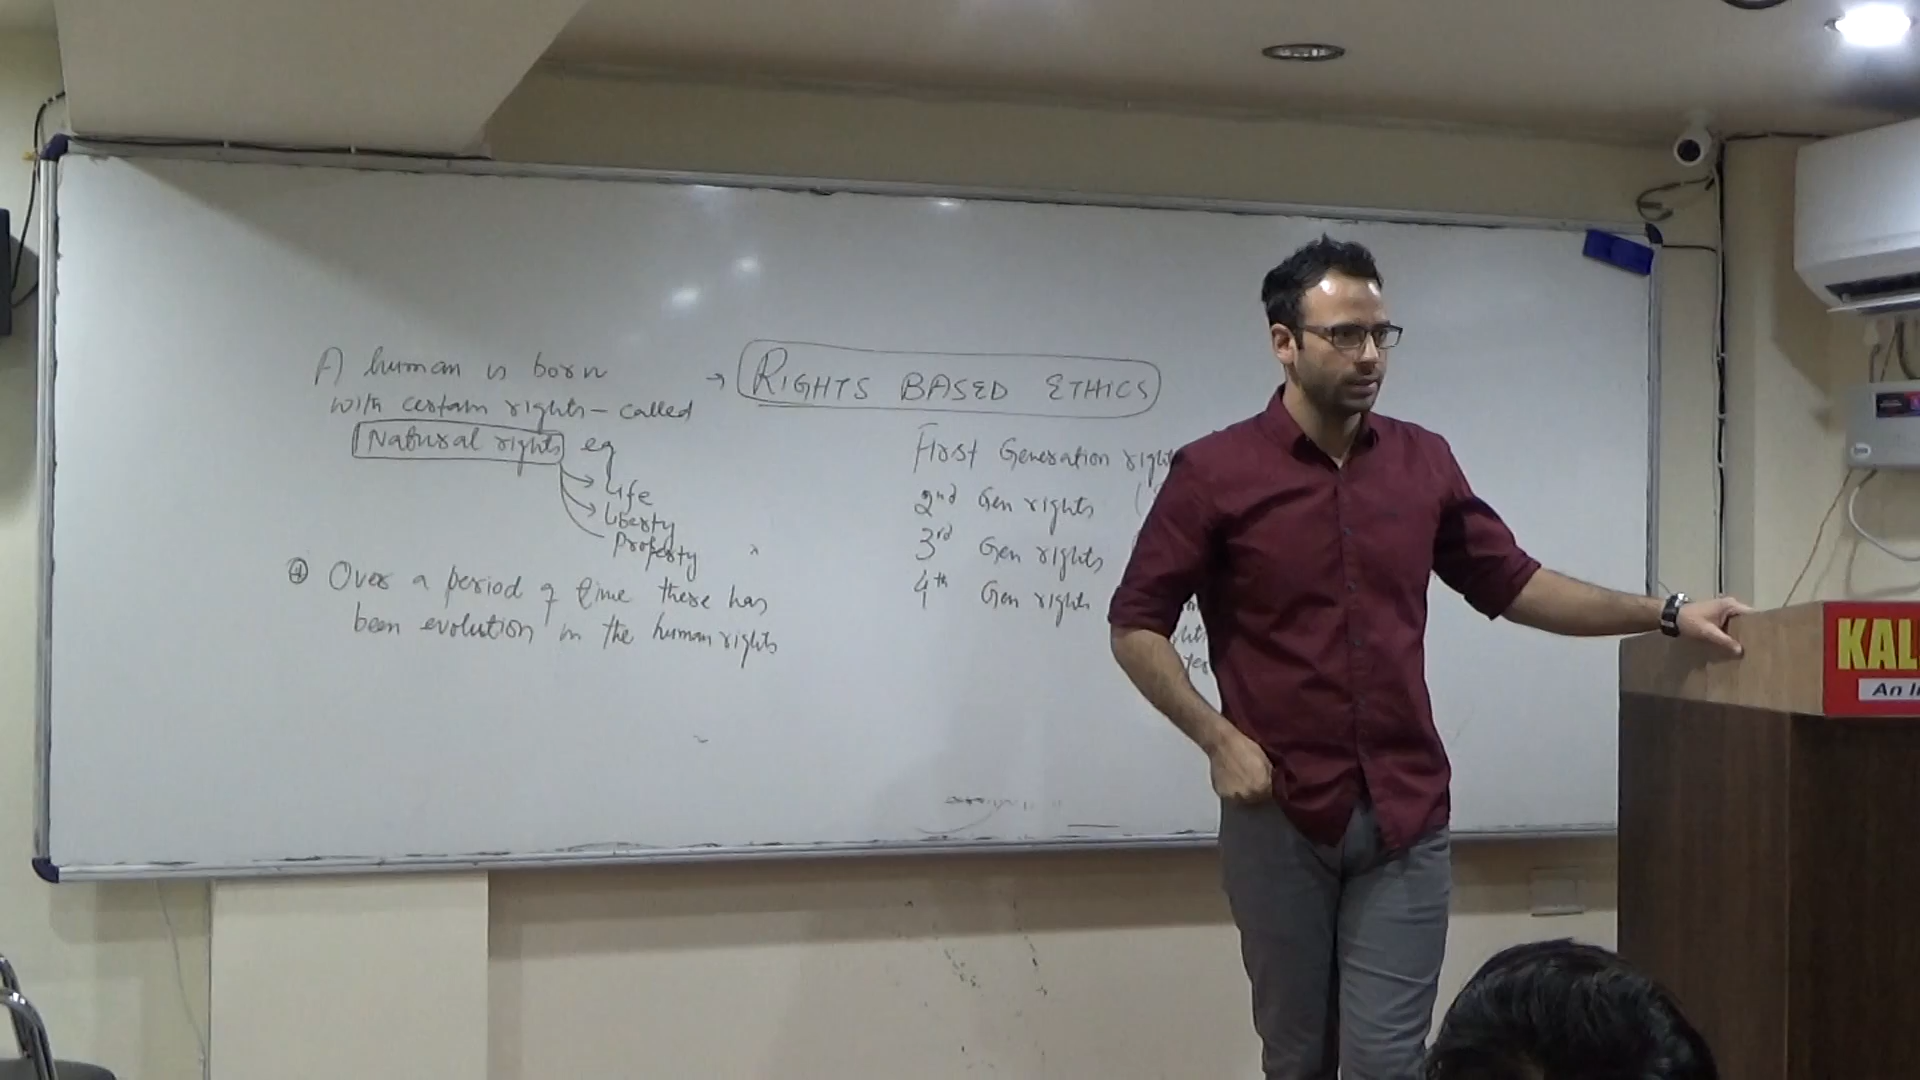 A human is born
with certain rights - called
Natural rights eg
Life
Liberty
Property
Over a period of time there has
been evolution in the human rights
→ RIGHTS BASED ETHICS
First Generation right
2nd Gen rights (
3rd Gen rights (
4th Gen rights
KAL
An I